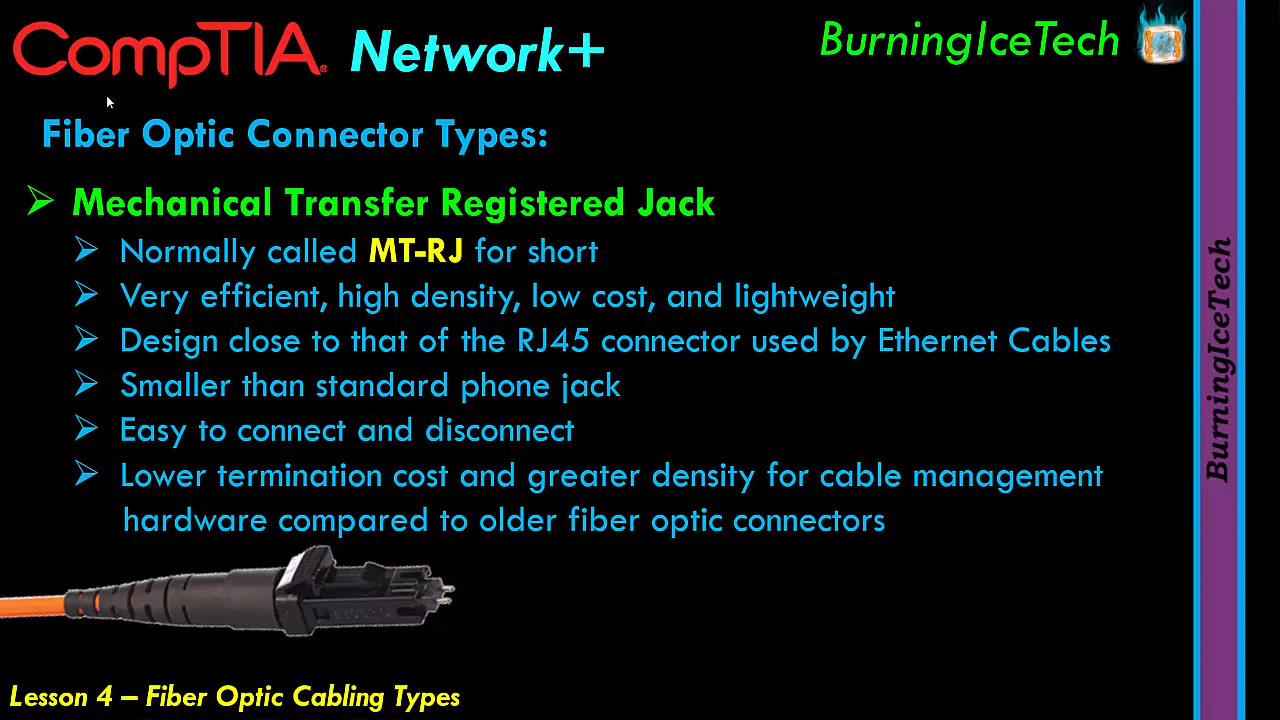 CompTIA® Network+
BurningIceTech
Fiber Optic Connector Types:
Mechanical Transfer Registered Jack
Normally called MT-RJ for short
Very efficient, high density, low cost, and lightweight
Design close to that of the RJ45 connector used by Ethernet Cables
Smaller than standard phone jack
Easy to connect and disconnect
Lower termination cost and greater density for cable management
hardware compared to older fiber optic connectors
Lesson 4 – Fiber Optic Cabling Types
BurningIceTech